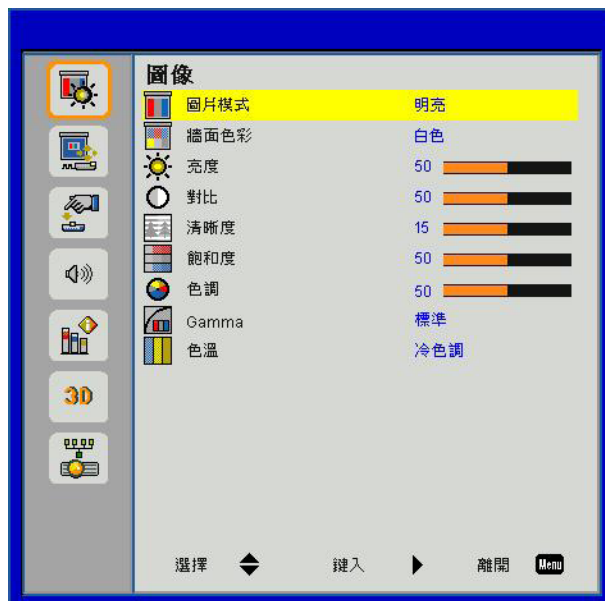 圖像
圖片模式 明亮
牆面色彩 白色
亮度 50
對比 50
清晰度 15
飽和度 50
色調 50
3D
Gamma 標準
色溫 冷色調
選擇 鍵入 離開 Menu